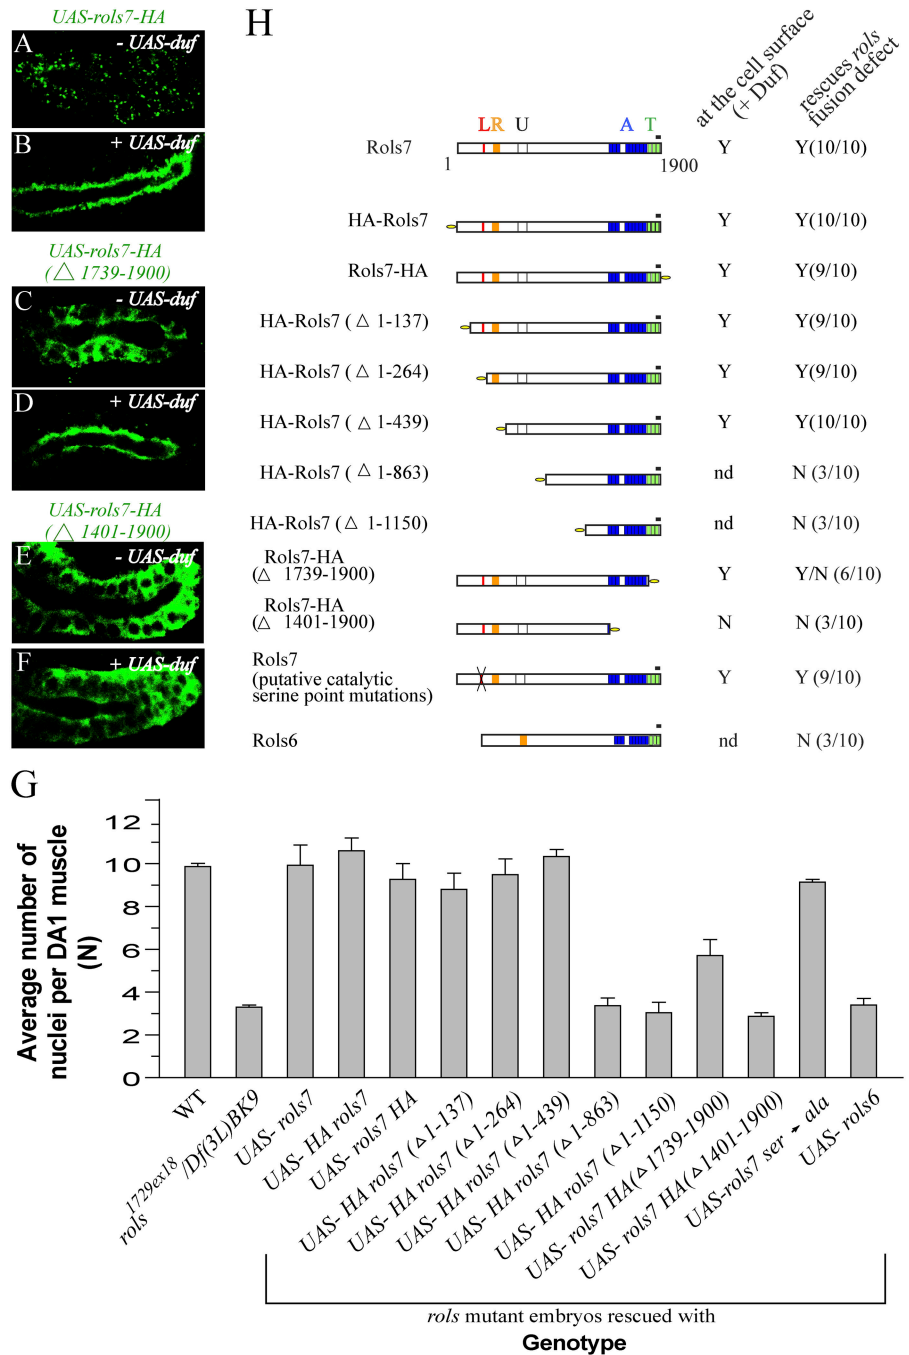 UAS-rols7-HA
A
- UAS-duf
B
+ UAS-duf
UAS-rols7-HA
(△ 1739-1900)
C
- UAS-duf
D
+ UAS-duf
UAS-rols7-HA
(△ 1401-1900)
E
- UAS-duf
F
+ UAS-duf
H
at the cell surface
(+ Duf)
rescues rols
fusion defect
L R U A T
Rols7 Y Y(10/10)
1 1900
HA-Rols7 Y Y(10/10)
Rols7-HA Y Y(9/10)
HA-Rols7 (△ 1-137) Y Y(9/10)
HA-Rols7 (△ 1-264) Y Y(9/10)
HA-Rols7 (△ 1-439) Y Y(10/10)
HA-Rols7 (△ 1-863) nd N (3/10)
HA-Rols7 (△ 1-1150) nd N (3/10)
Rols7-HA
(△ 1739-1900) Y Y/N (6/10)
Rols7-HA
(△ 1401-1900) N N (3/10)
Rols7
(putative catalytic Y Y (9/10)
serine point mutations)
Rols6 nd N (3/10)
G
Average number of
nuclei per DA1 muscle
(N)
12
10
8
6
4
2
0
WT
rols 1729ex18 /Df(3L)BK9
UAS- rols7
UAS- HA rols7
UAS- rols7 HA
UAS- HA rols7 (△1-137)
UAS- HA rols7 (△1-264)
UAS- HA rols7 (△1-439)
UAS- HA rols7 (△1-863)
UAS- HA rols7 (△1-1150)
UAS- rols7 HA(△1739-1900)
UAS- rols7 HA(△1401-1900)
UAS-rols7 ser → ala
UAS- rols6
rols mutant embryos rescued with
Genotype